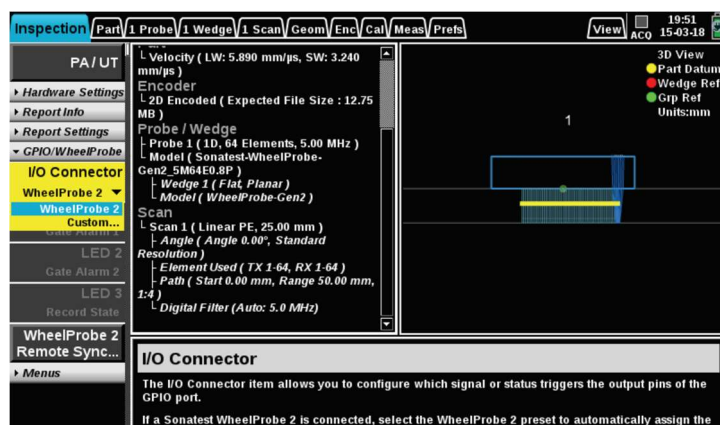 Inspection Part 1 Probe 1 Wedge 1 Scan Geom Enc Cal Meas Prefs View ACQ 19:51 15-03-18
PA / UT
Hardware Settings
Report Info
Report Settings
GPIO/WheelProbe
I/O Connector
WheelProbe 2
WheelProbe 2
Custom...
Gate Alarm 1
LED 2
Gate Alarm 2
LED 3
Record State
WheelProbe 2
Remote Sync...
Menus
Velocity ( LW: 5.890 mm/µs, SW: 3.240
mm/µs )
Encoder
2D Encoded ( Expected File Size : 12.75
MB )
Probe / Wedge
Probe 1 ( 1D, 64 Elements, 5.00 MHz )
Model ( Sonatest-WheelProbe-
Gen2_5M64E0.8P )
Wedge 1 ( Flat, Planar )
Model ( WheelProbe-Gen2 )
Scan
Scan 1 ( Linear PE, 25.00 mm )
Angle ( Angle 0.00°, Standard
Resolution )
Element Used ( TX 1-64, RX 1-64 )
Path ( Start 0.00 mm, Range 50.00 mm,
1:4 )
Digital Filter (Auto: 5.0 MHz)
3D View
Part Datum
Wedge Ref
Grp Ref
Units:mm
1
I/O Connector
The I/O Connector item allows you to configure which signal or status triggers the output pins of the
GPIO port.
If a Sonatest WheelProbe 2 is connected, select the WheelProbe 2 preset to automatically assign the